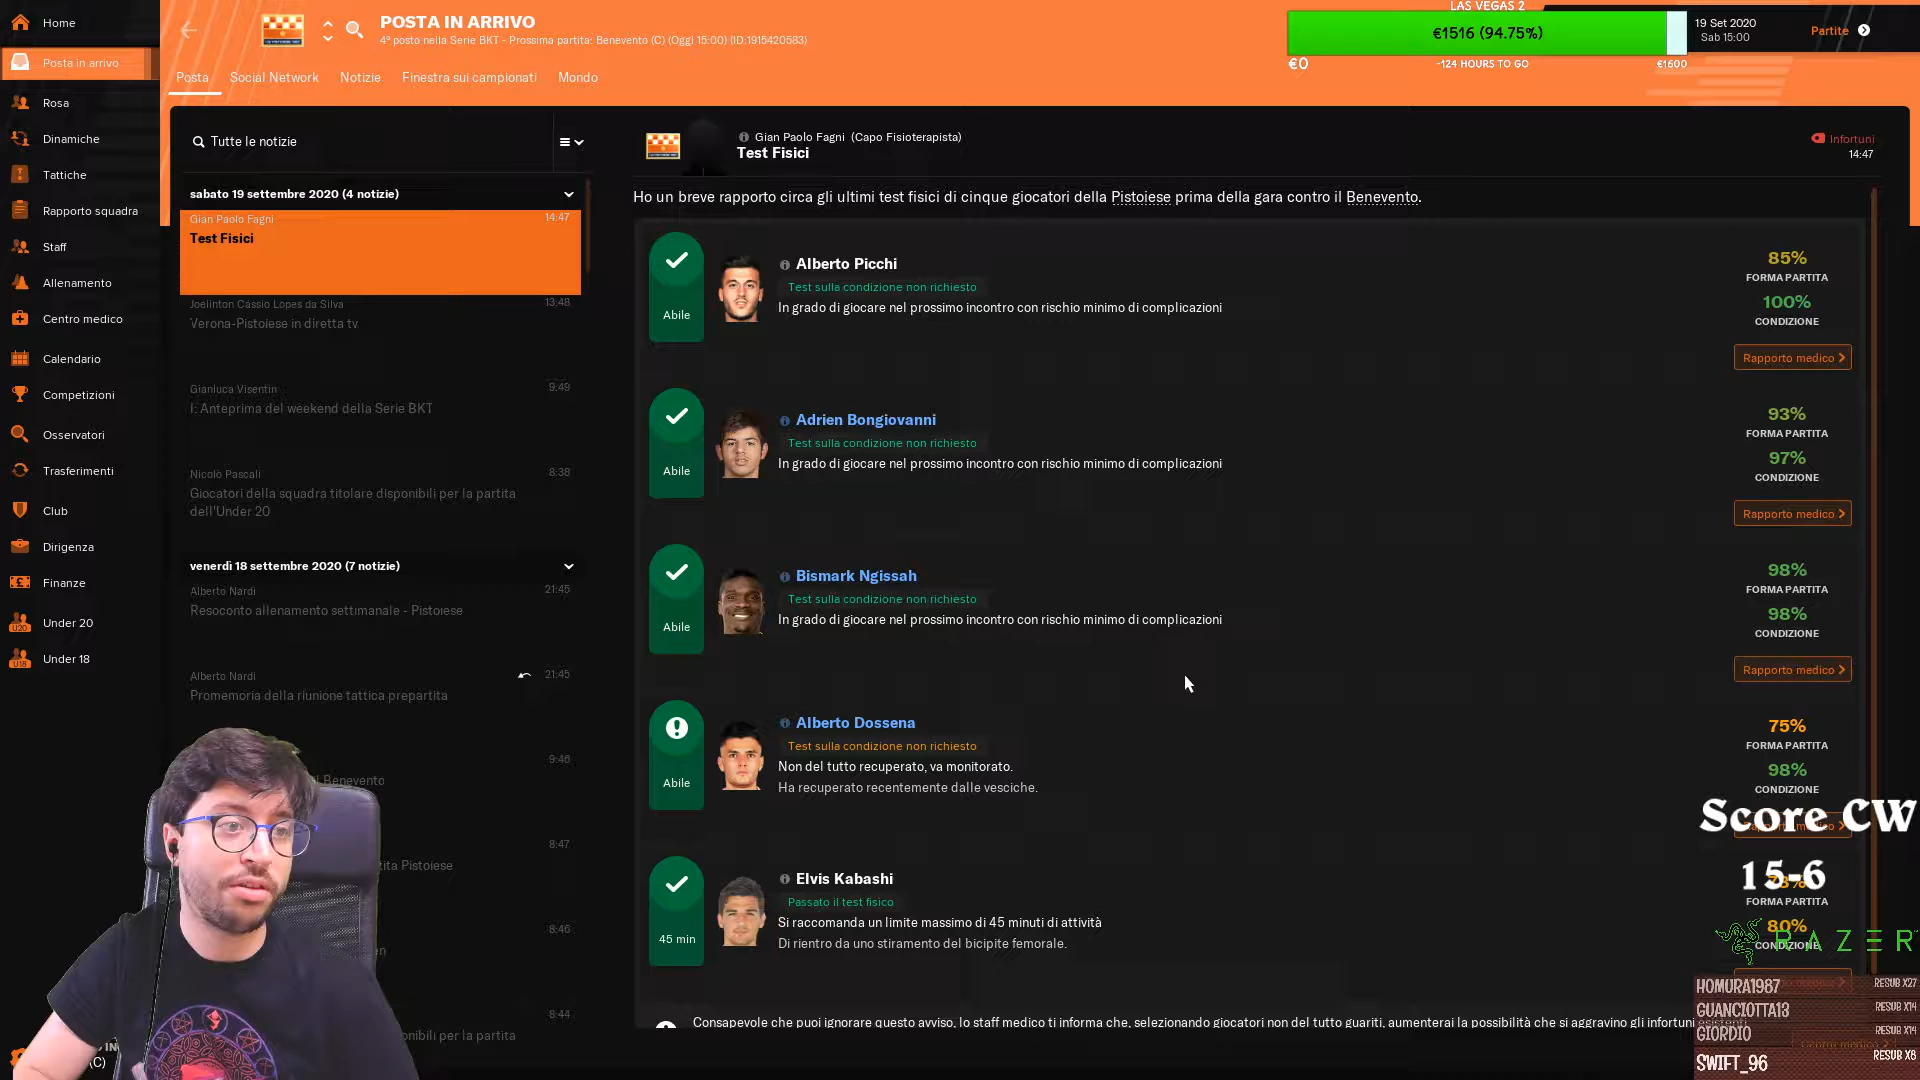 Home
Posta in arrivo
Rosa
Dinamiche
Tattiche
Rapporto squadra
Staff
Allenamento
Centro medico
Calendario
Competizioni
Osservatori
Trasferimenti
Club
Dirigenza
Finanze
Under 20
Under 18
POSTA IN ARRIVO
4º posto nella Serie BKT - Prossima partita: Benevento (C) (Oggi 15:00) (ID:1915420583)
Posta Social Network Notizie Finestra sui campionati Mondo
LAS VEGAS 2
€1516 (94.75%)
€0 -124 HOURS TO GO €1600
19 Set 2020
Sab 15:00
Partite
Tutte le notizie
sabato 19 settembre 2020 (4 notizie)
Gian Paolo Fagni 14:47
Test Fisici
Joelinton Cássio Lopes da Silva 13:48
Verona-Pistoiese in diretta tv
Gianluca Visentin 9:49
I: Anteprima del weekend della Serie BKT
Nicolò Pascali 8:38
Giocatori della squadra titolare disponibili per la partita
dell'Under 20
venerdì 18 settembre 2020 (7 notizie)
Alberto Nardi 21:45
Resoconto allenamento settimanale - Pistoiese
Alberto Nardi 21:45
Promemoria della riunione tattica prepartita
9:46
Benevento
8:47
tita Pistoiese
8:46
8:44
onibili per la partita
(C)
Gian Paolo Fagni (Capo Fisioterapista)
Test Fisici
Infortuni
14:47
Ho un breve rapporto circa gli ultimi test fisici di cinque giocatori della Pistoiese prima della gara contro il Benevento.
Abile
Alberto Picchi
Test sulla condizione non richiesto
In grado di giocare nel prossimo incontro con rischio minimo di complicazioni
85%
FORMA PARTITA
100%
CONDIZIONE
Rapporto medico
Abile
Adrien Bongiovanni
Test sulla condizione non richiesto
In grado di giocare nel prossimo incontro con rischio minimo di complicazioni
93%
FORMA PARTITA
97%
CONDIZIONE
Rapporto medico
Abile
Bismark Ngissah
Test sulla condizione non richiesto
In grado di giocare nel prossimo incontro con rischio minimo di complicazioni
98%
FORMA PARTITA
98%
CONDIZIONE
Rapporto medico
Abile
Alberto Dossena
Test sulla condizione non richiesto
Non del tutto recuperato, va monitorato.
Ha recuperato recentemente dalle vesciche.
75%
FORMA PARTITA
98%
CONDIZIONE
Score CW
15-6
45 min
Elvis Kabashi
Passato il test fisico
Si raccomanda un limite massimo di 45 minuti di attività
Di rientro da uno stiramento del bicipite femorale.
FORMA PARTITA
80%
CONDIZIONE
RAZER
Consapevole che puoi ignorare questo avviso, lo staff medico ti informa che, selezionando giocatori non del tutto guariti, aumenterai la possibilità che si aggravino gli infortuni esistenti
HOMURA1987 RESUB X27
GUANCIOTTA13 RESUB X14
GIORDIO RESUB X14
SWIFT_96 RESUB X6